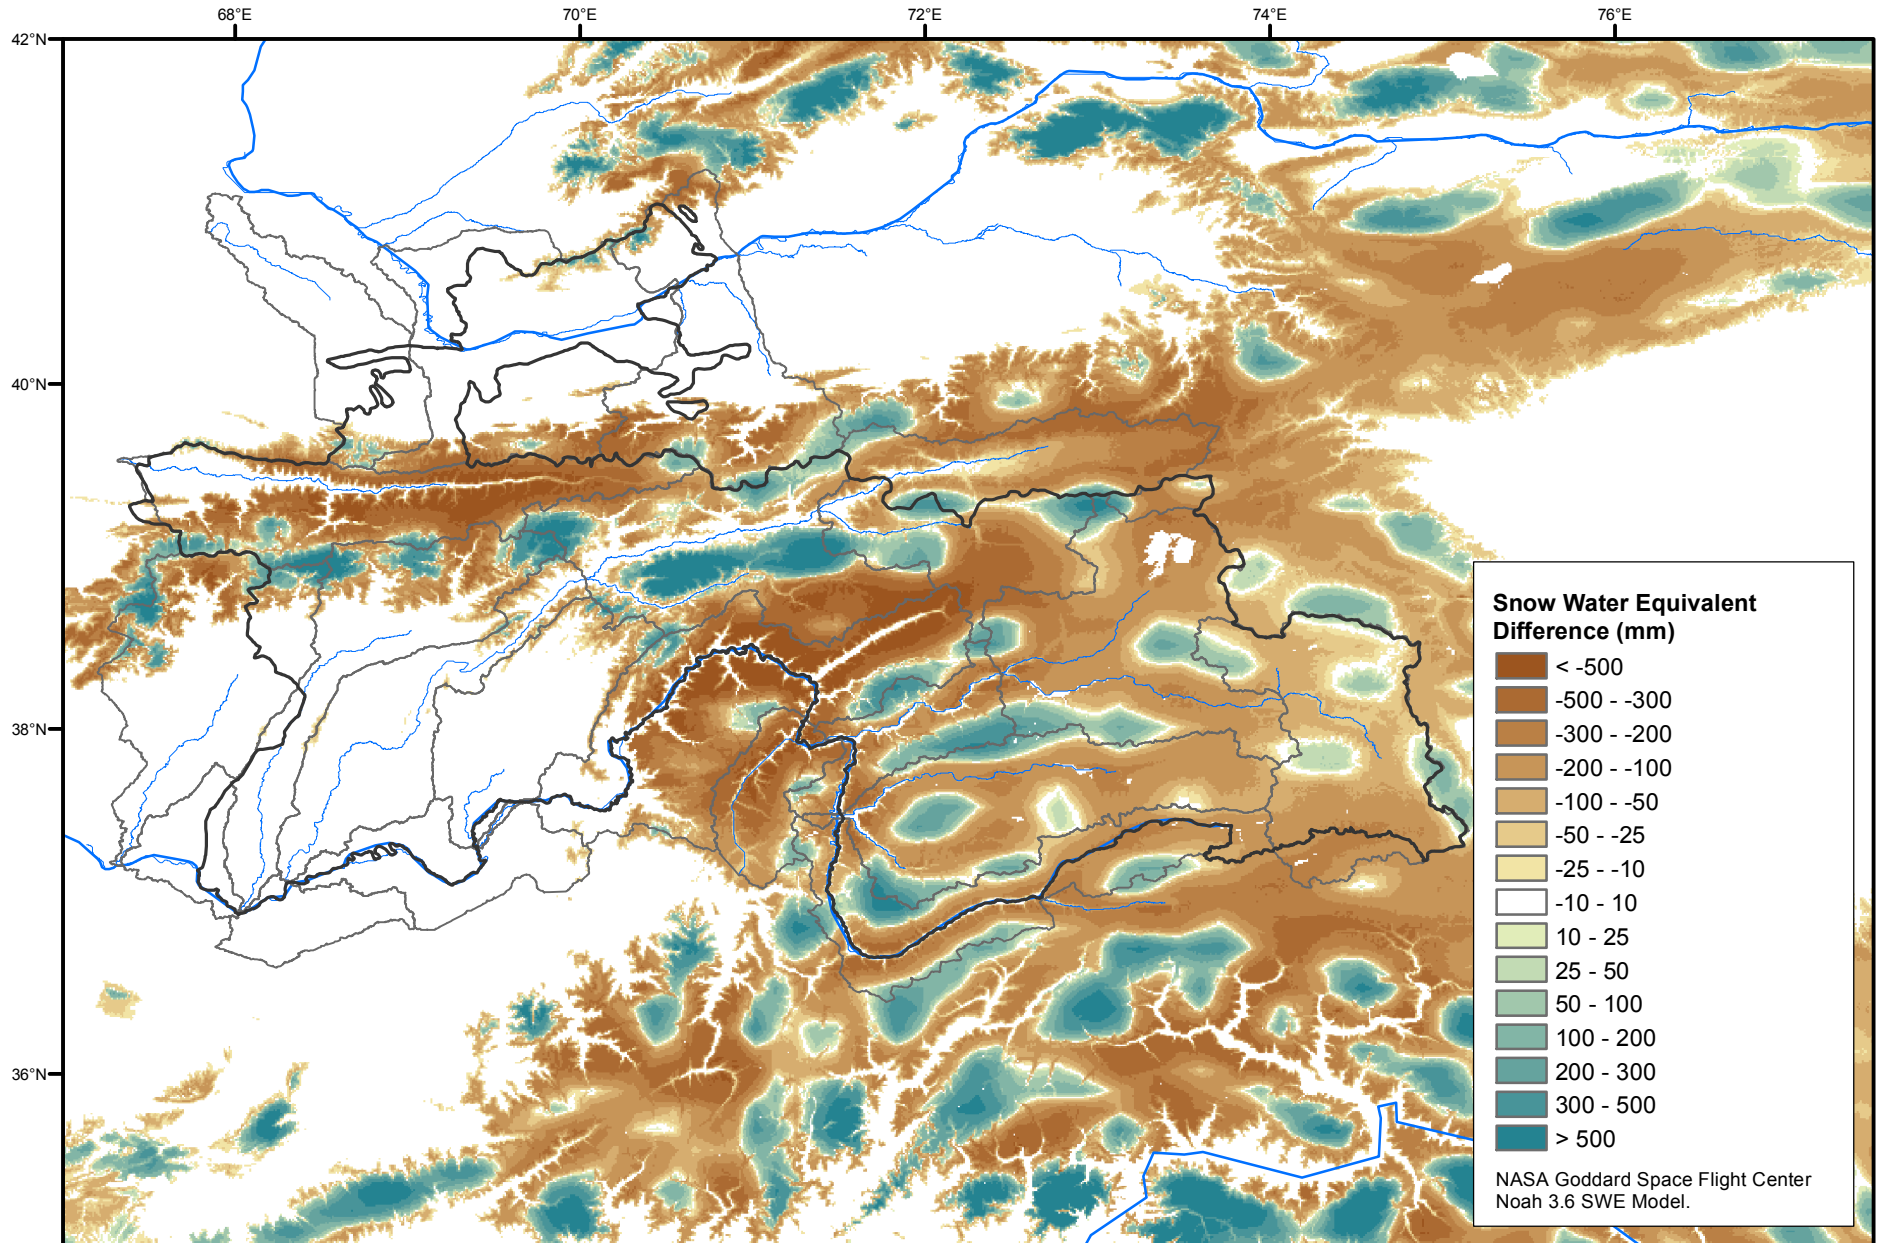 68°E 70°E 72°E 74°E 76°E
42°N
40°N
38°N
36°N
Snow Water Equivalent
Difference (mm)
< -500
-500 - -300
-300 - -200
-200 - -100
-100 - -50
-50 - -25
-25 - -10
-10 - 10
10 - 25
25 - 50
50 - 100
100 - 200
200 - 300
300 - 500
> 500
NASA Goddard Space Flight Center
Noah 3.6 SWE Model.